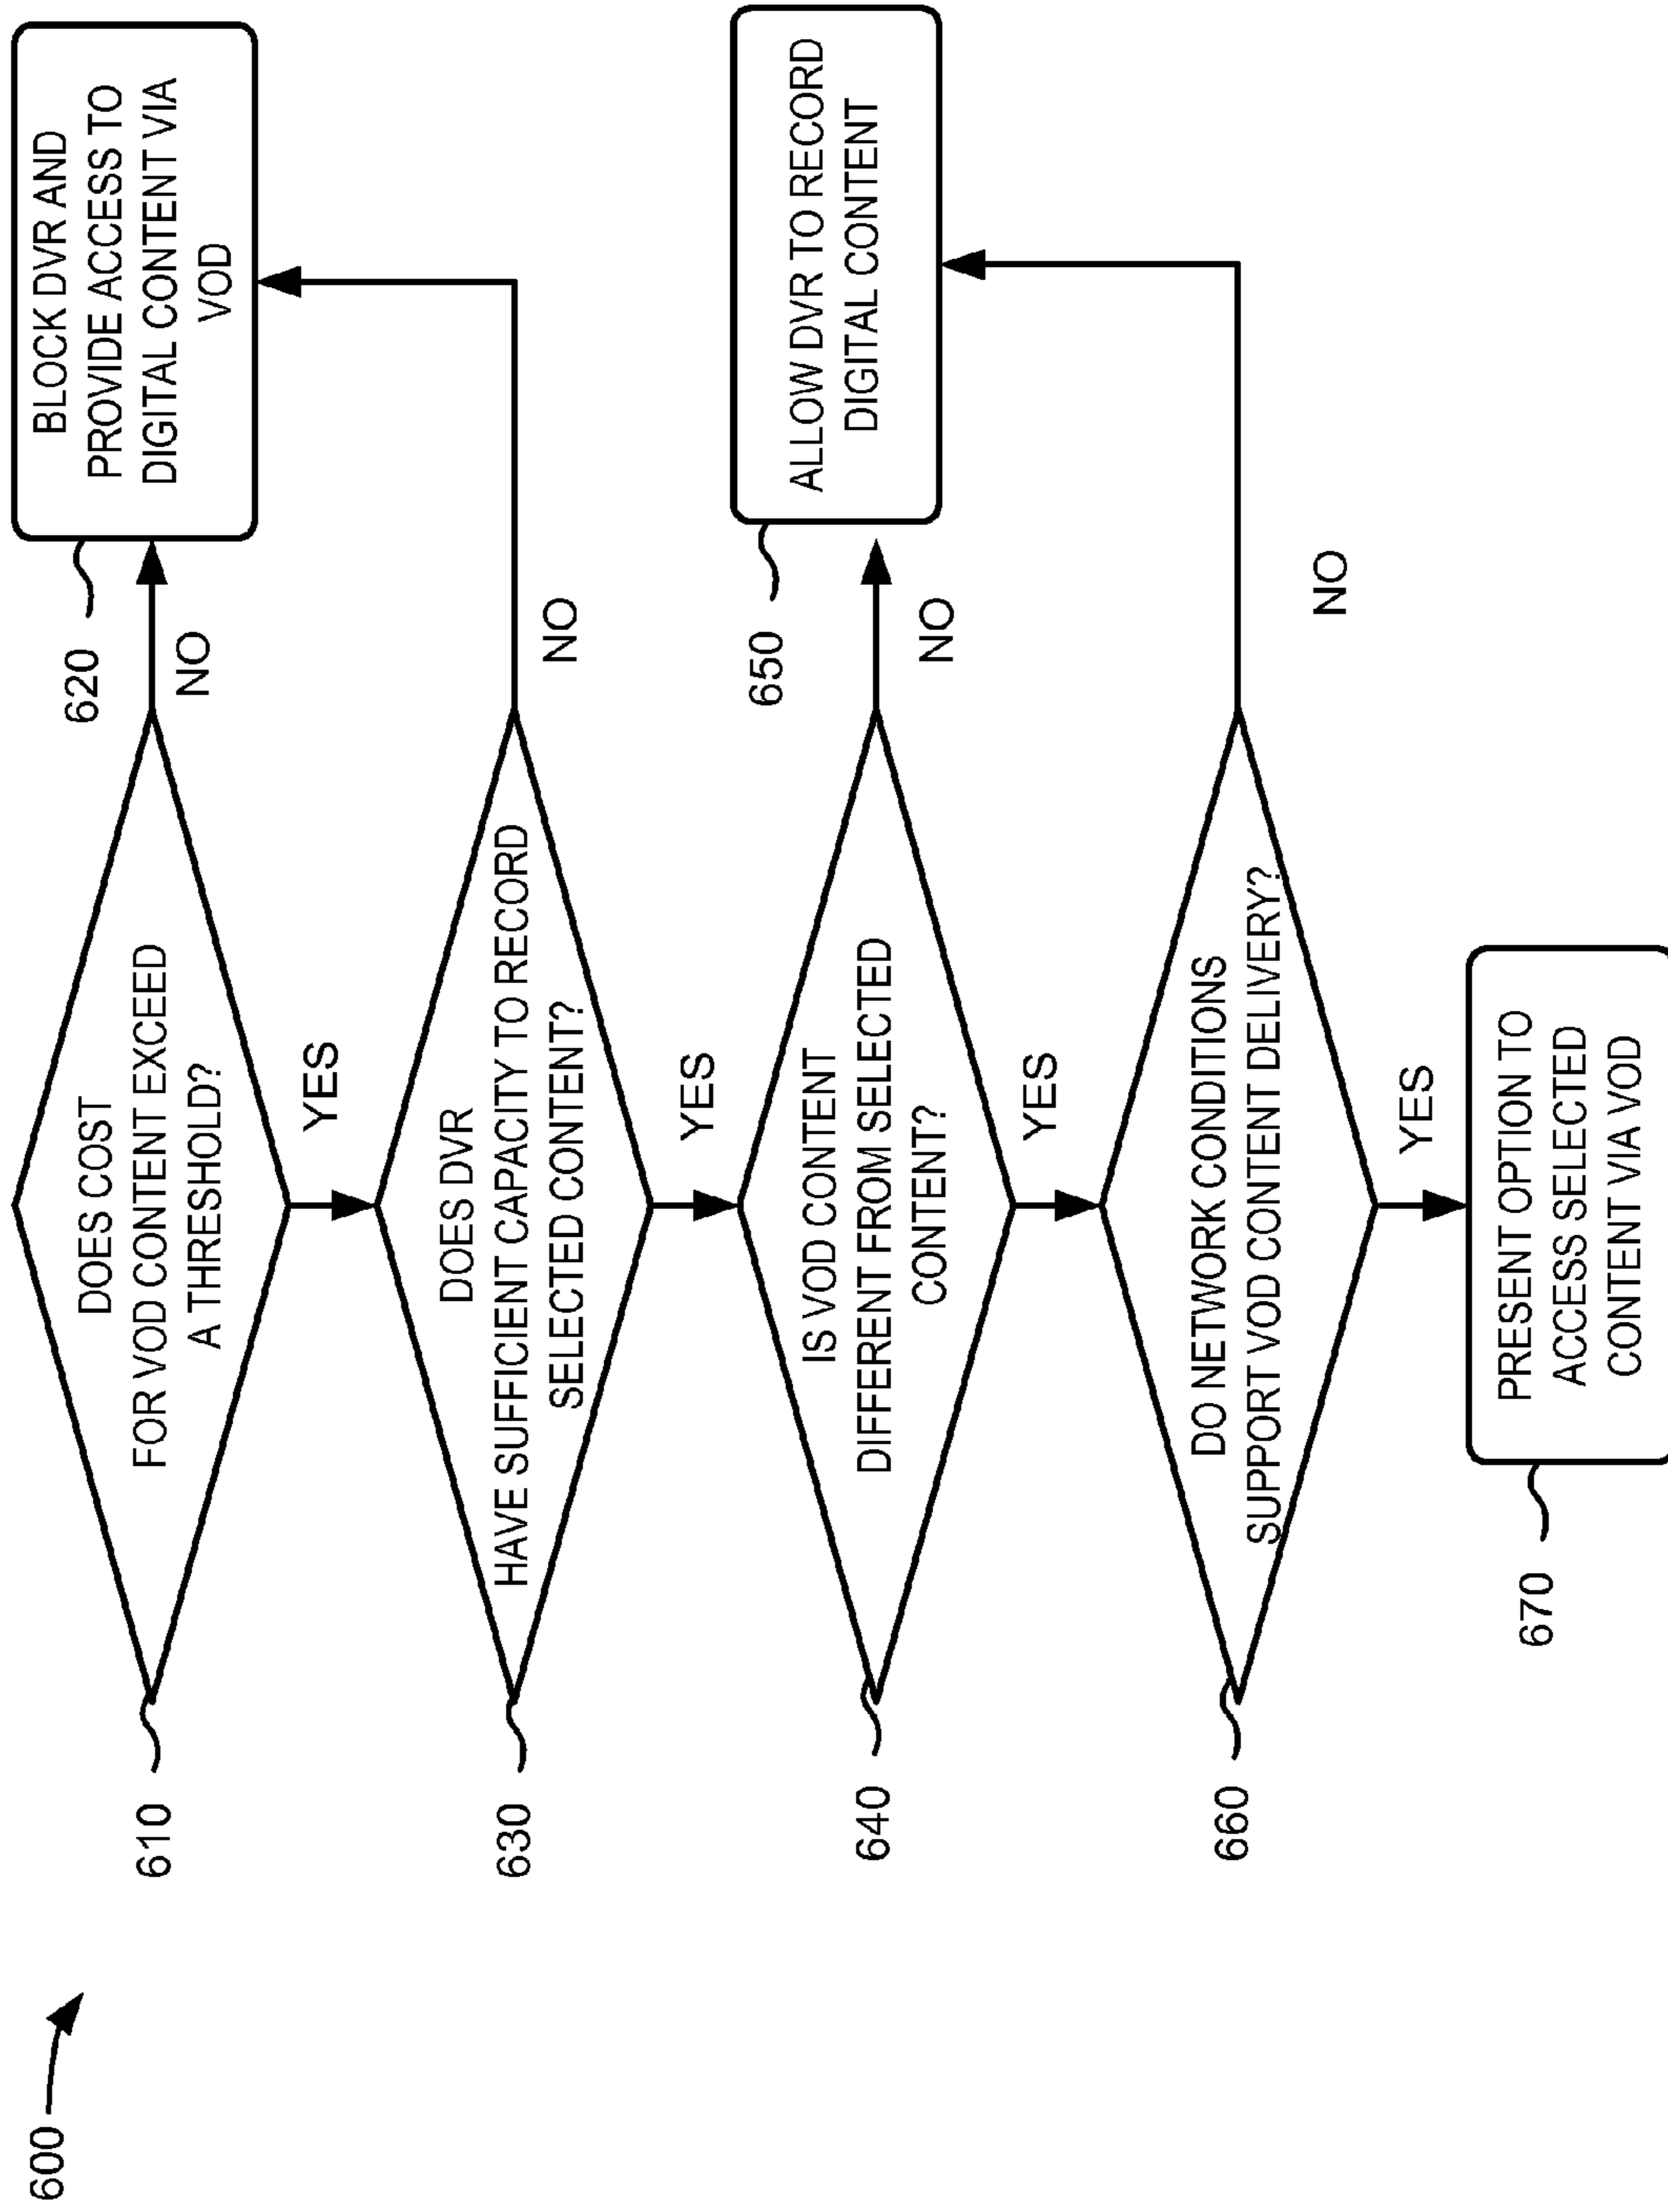 600
610
DOES COST
FOR VOD CONTENT EXCEED
A THRESHOLD?
NO
620
BLOCK DVR AND
PROVIDE ACCESS TO
DIGITAL CONTENT VIA
VOD
YES
630
DOES DVR
HAVE SUFFICIENT CAPACITY TO RECORD
SELECTED CONTENT?
NO
YES
640
IS VOD CONTENT
DIFFERENT FROM SELECTED
CONTENT?
NO
650
ALLOW DVR TO RECORD
DIGITAL CONTENT
YES
660
DO NETWORK CONDITIONS
SUPPORT VOD CONTENT DELIVERY?
NO
YES
670
PRESENT OPTION TO
ACCESS SELECTED
CONTENT VIA VOD